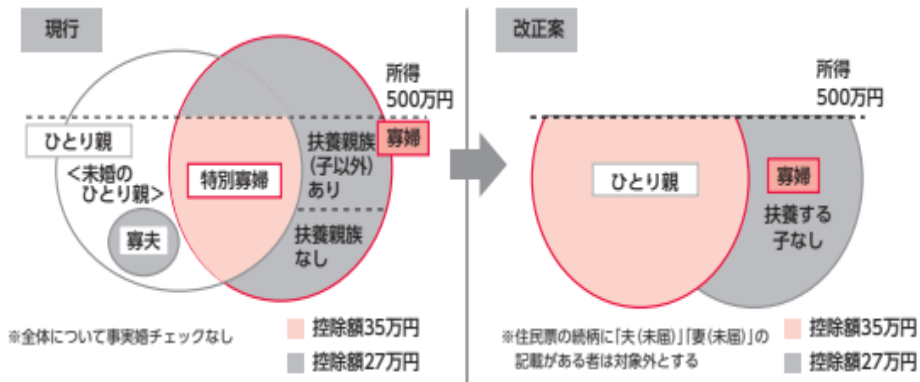 現行
所得
500万円
ひとり親
<未婚の
ひとり親>
寡夫
特別寡婦
扶養親族
(子以外)
あり
寡婦
扶養親族
なし
※全体について事実婚チェックなし
控除額35万円
控除額27万円
改正案
所得
500万円
ひとり親
寡婦
扶養する
子なし
※住民票の続柄に「夫(未届)」「妻(未届)」の
記載がある者は対象外とする
控除額35万円
控除額27万円